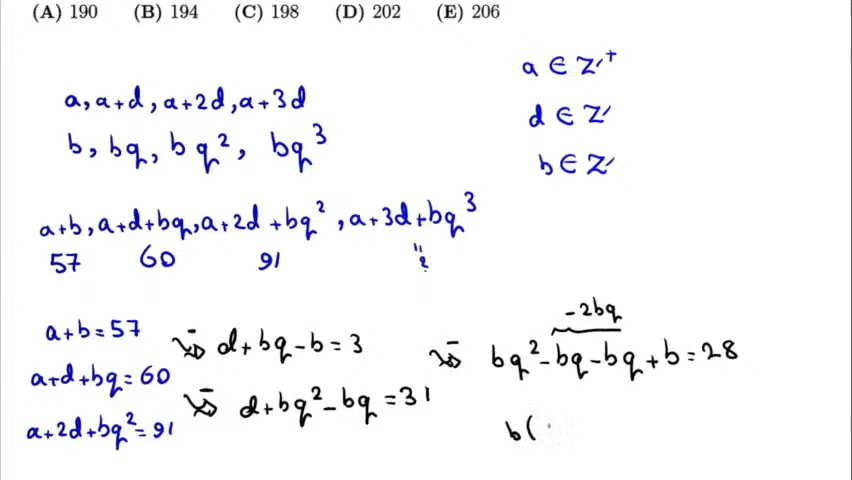 (A) 190 (B) 194 (C) 198 (D) 202 (E) 206
a ∈ Z⁺
a, a+d, a+2d, a+3d
d ∈ Z
b, bq, bq², bq³
b ∈ Z
a+b, a+d+bq, a+2d+bq², a+3d+bq³
57 60 91 " ?
-2bq
a+b=57
d+bq-b=3
bq²-bq-bq+b=28
a+d+bq=60
d+bq²-bq=31
a+2d+bq²=91
b(